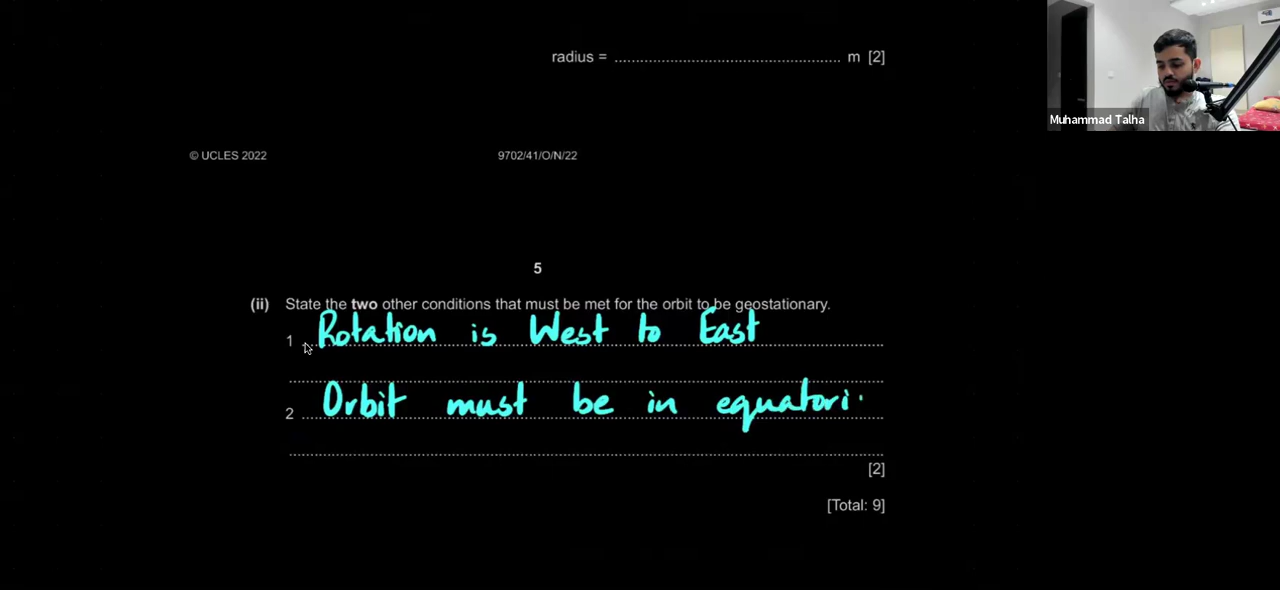 radius = ................................................ m [2]
Muhammad Talha
© UCLES 2022
9702/41/O/N/22
5
(ii) State the two other conditions that must be met for the orbit to be geostationary.
1 Rotation is West to East
2 Orbit must be in equatori
[2]
[Total: 9]